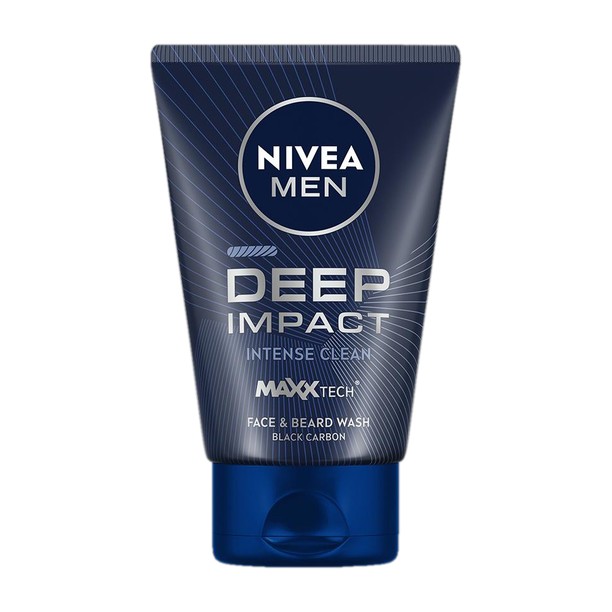 NIVEA
MEN
DEEP
IMPACT
INTENSE CLEAN
MAXXTECH®
FACE & BEARD WASH
BLACK CARBON